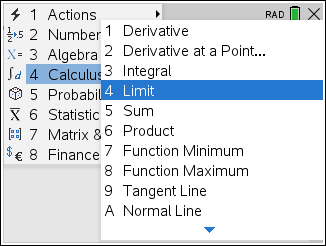 1 Actions
2 Number
3 Algebra
4 Calculus
5 Probabi
6 Statistic
7 Matrix &
8 Finance
RAD
1 Derivative
2 Derivative at a Point...
3 Integral
4 Limit
5 Sum
6 Product
7 Function Minimum
8 Function Maximum
9 Tangent Line
A Normal Line